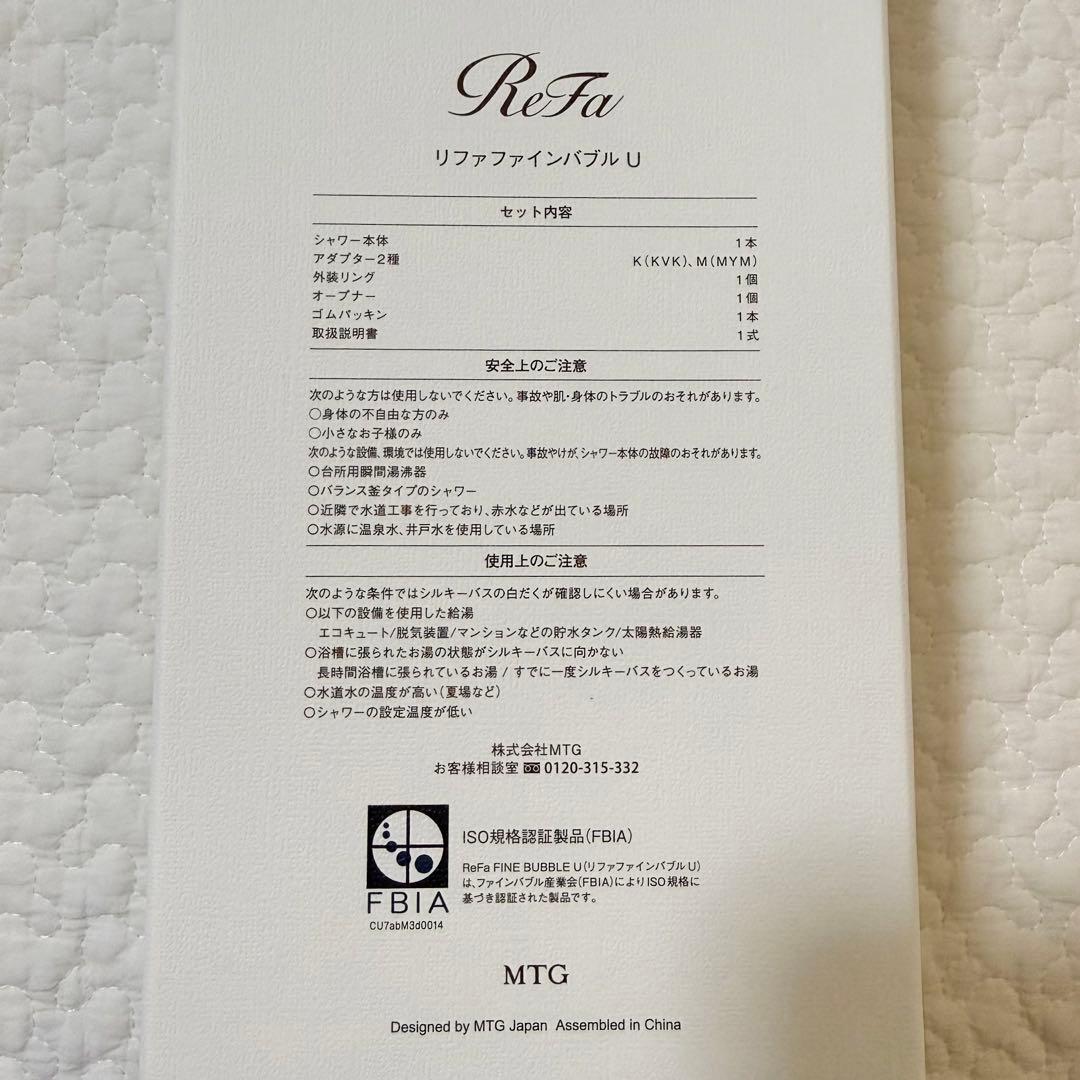 ReFa
リファファインバブル U
セット内容
シャワー本体 1本
アダプター2種 K(KVK)、M(MYM)
外装リング 1個
オープナー 1個
ゴムパッキン 1本
取扱説明書 1式
安全上のご注意
次のような方は使用しないでください。事故や肌・身体のトラブルのおそれがあります。
○身体の不自由な方のみ
○小さなお子様のみ
次のような設備、環境では使用しないでください。事故やけが、シャワー本体の故障のおそれがあります。
○台所用瞬間湯沸器
○バランス釜タイプのシャワー
○近隣で水道工事を行っており、赤水などが出ている場所
○水源に温泉水、井戸水を使用している場所
使用上のご注意
次のような条件ではシルキーバスの白だくが確認しにくい場合があります。
○以下の設備を使用した給湯
エコキュート/脱気装置/マンションなどの貯水タンク/太陽熱給湯器
○浴槽に張られたお湯の状態がシルキーバスに向かない
長時間浴槽に張られているお湯 / すでに一度シルキーバスをつくっているお湯
○水道水の温度が高い(夏場など)
○シャワーの設定温度が低い
株式会社MTG
お客様相談室 0120-315-332
ISO規格認証製品(FBIA)
ReFa FINE BUBBLE U(リファファインバブル U)
は、ファインバブル産業会(FBIA)によりISO規格に
基づき認証された製品です。
FBIA
CU7abM3d0014
MTG
Designed by MTG Japan Assembled in China